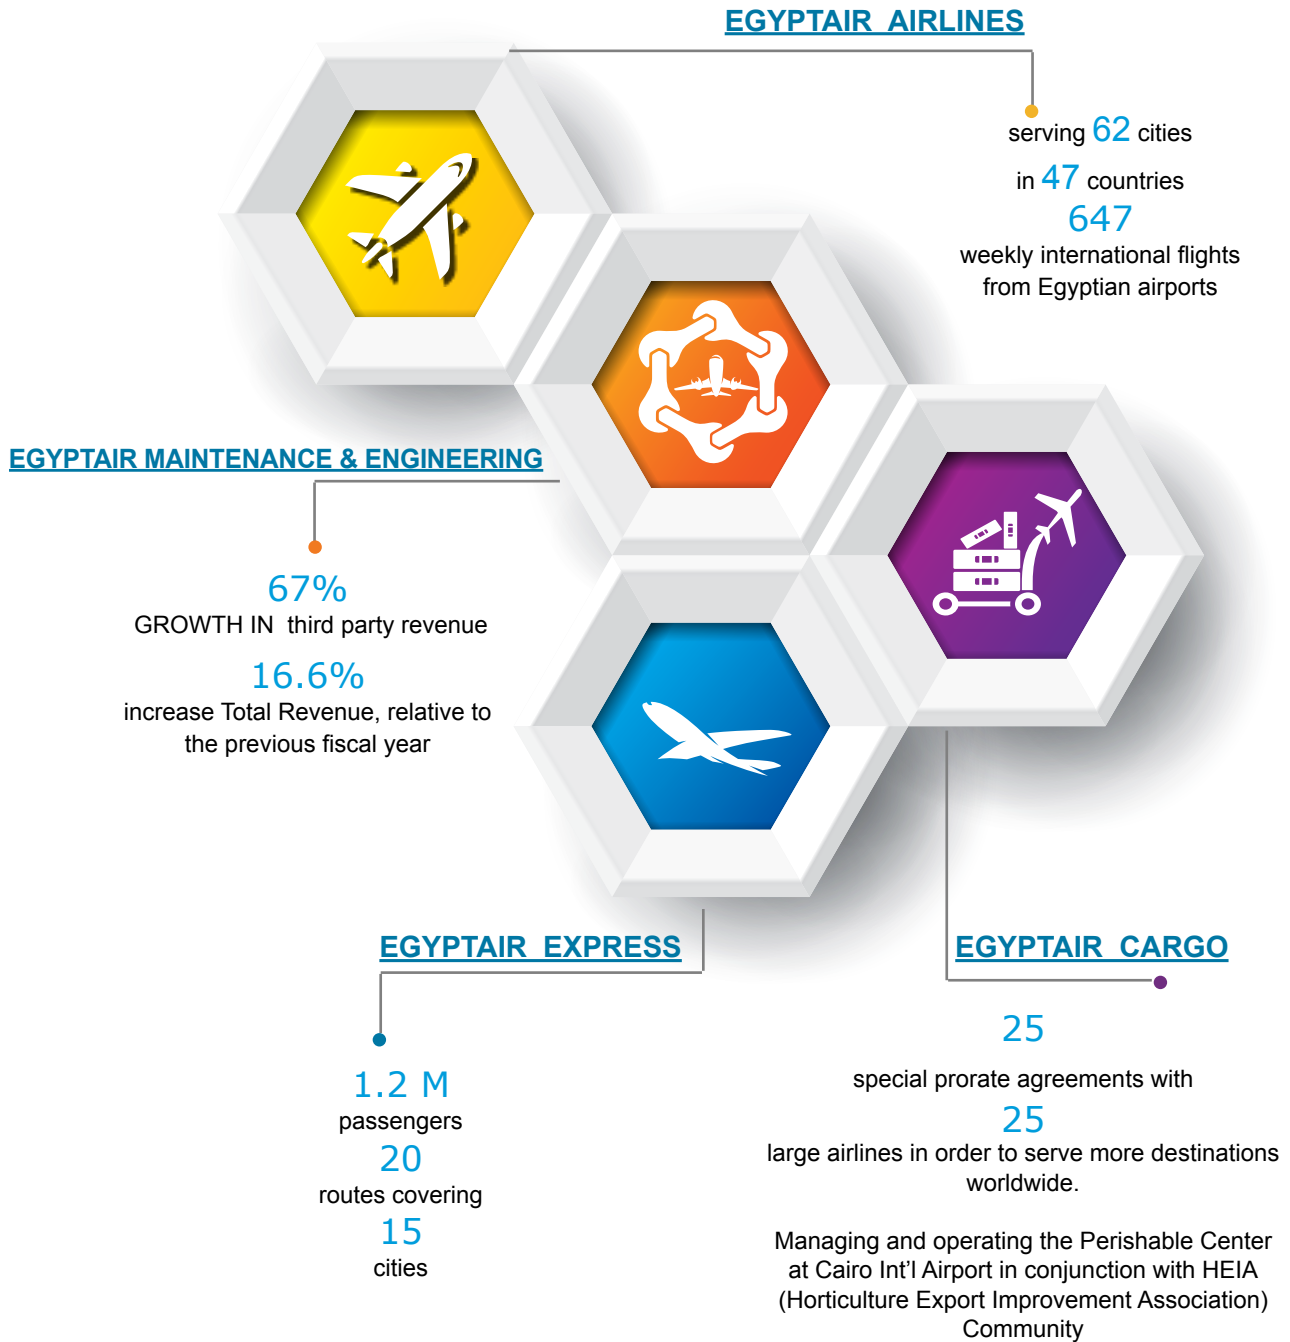 EGYPTAIR AIRLINES
serving 62 cities
in 47 countries
647
weekly international flights
from Egyptian airports
EGYPTAIR MAINTENANCE & ENGINEERING
67%
GROWTH IN third party revenue
16.6%
increase Total Revenue, relative to
the previous fiscal year
EGYPTAIR EXPRESS
1.2 M
passengers
20
routes covering
15
cities
EGYPTAIR CARGO
25
special prorate agreements with
25
large airlines in order to serve more destinations
worldwide.
Managing and operating the Perishable Center
at Cairo Int’l Airport in conjunction with HEIA
(Horticulture Export Improvement Association)
Community